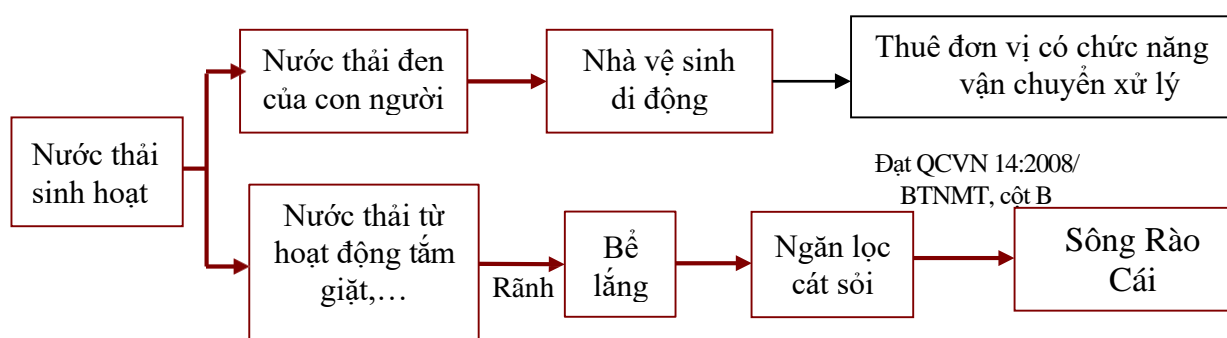 Nước thải
sinh hoạt
Nước thải đen
của con người
Nhà vệ sinh
di động
Thuê đơn vị có chức năng
vận chuyển xử lý
Nước thải từ
hoạt động tắm
giặt,…
Rãnh
Bể
lắng
Ngăn lọc
cát sỏi
Đạt QCVN 14:2008/
BTNMT, cột B
Sông Rào
Cái